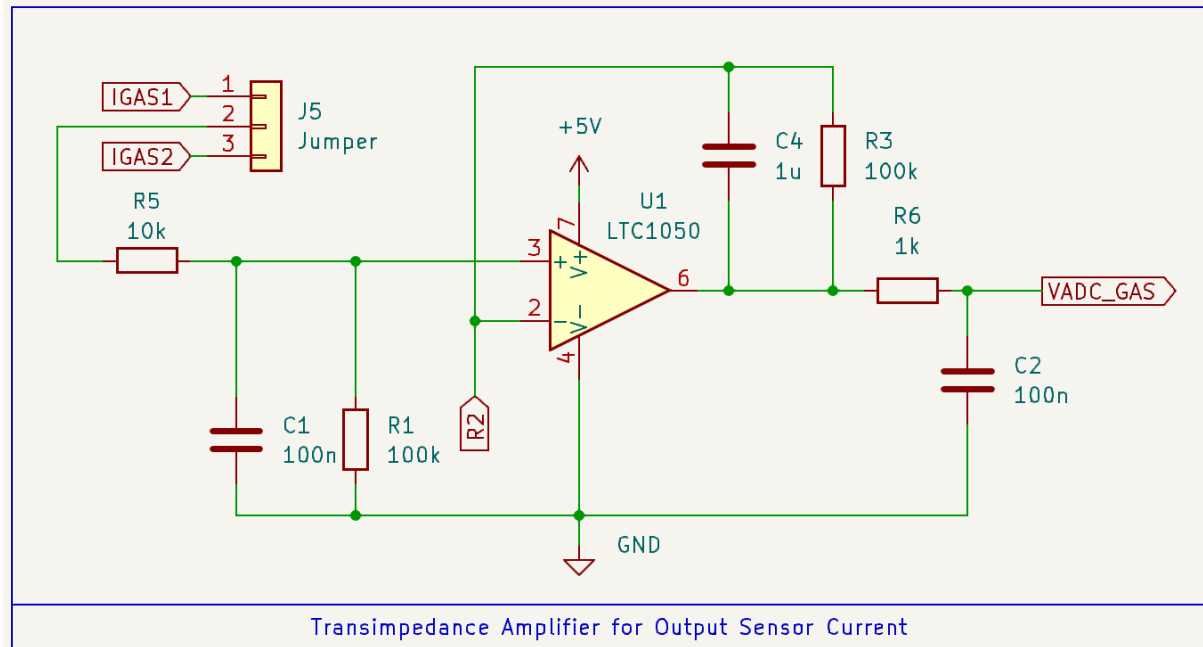 IGAS1
1
2
IGAS2
3
J5
Jumper
R5
10k
+5V
C4
1u
R3
100k
U1
LTC1050
R6
1k
7
3
+
V+
6
2
-
V-
4
VADC_GAS
C2
100n
R2
C1
100n
R1
100k
GND
Transimpedance Amplifier for Output Sensor Current